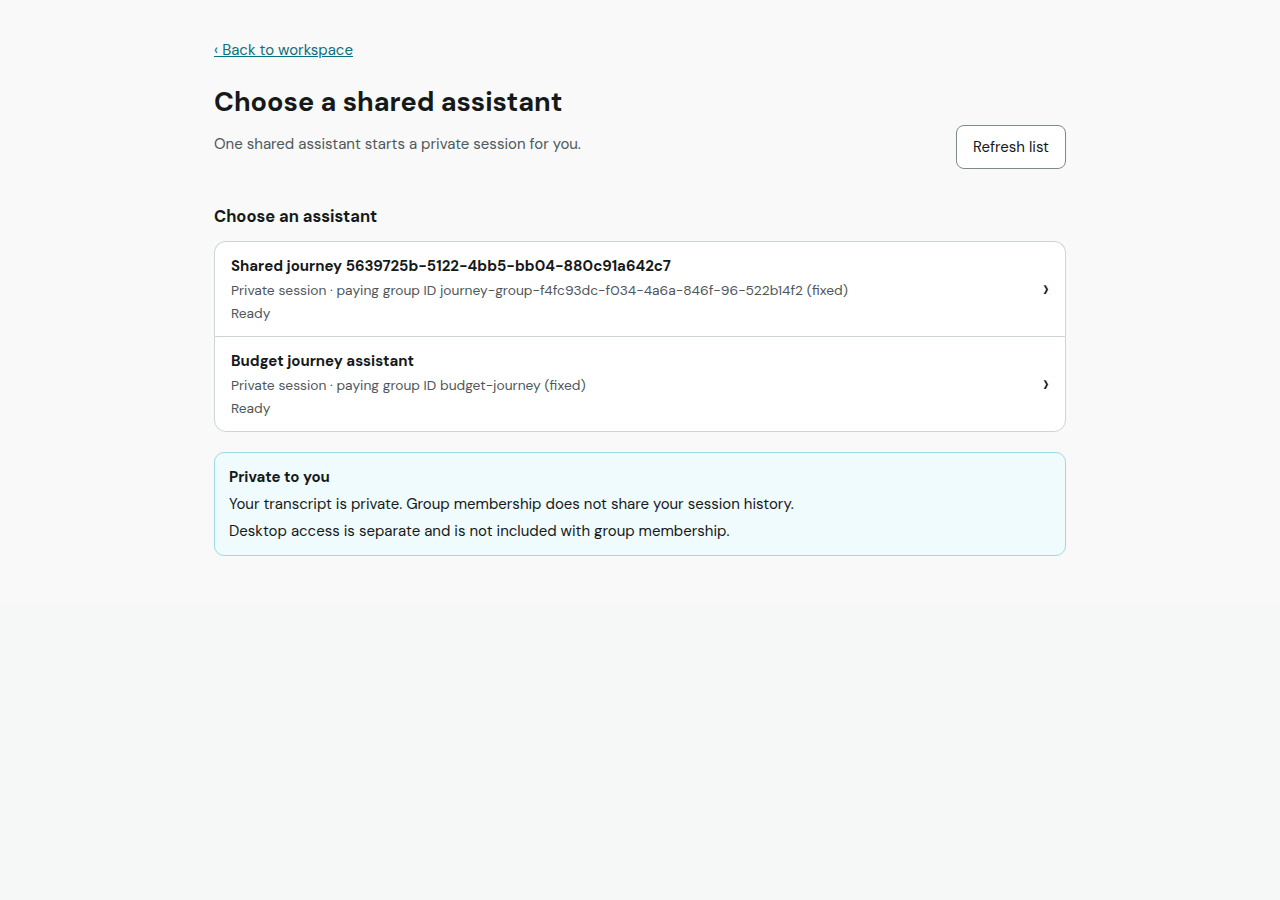 ‹ Back to workspace
Choose a shared assistant
One shared assistant starts a private session for you.
Refresh list
Choose an assistant
Shared journey 5639725b-5122-4bb5-bb04-880c91a642c7
Private session · paying group ID journey-group-f4fc93dc-f034-4a6a-846f-96-522b14f2 (fixed)
Ready
›
Budget journey assistant
Private session · paying group ID budget-journey (fixed)
Ready
›
Private to you
Your transcript is private. Group membership does not share your session history.
Desktop access is separate and is not included with group membership.